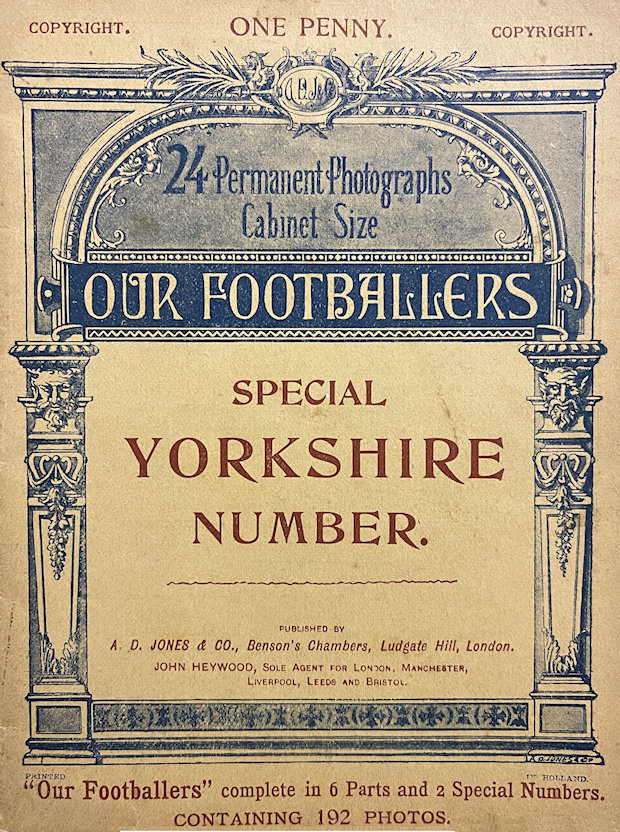 COPYRIGHT. ONE PENNY. COPYRIGHT.
24 Permanent Photographs
Cabinet Size
OUR FOOTBALLERS
SPECIAL
YORKSHIRE
NUMBER.
PUBLISHED BY
A. D. JONES & CO., Benson's Chambers, Ludgate Hill, London.
JOHN HEYWOOD, SOLE AGENT FOR LONDON, MANCHESTER,
LIVERPOOL, LEEDS AND BRISTOL.
A.D. JONES & Co
PRINTED IN HOLLAND.
"Our Footballers" complete in 6 Parts and 2 Special Numbers.
CONTAINING 192 PHOTOS.